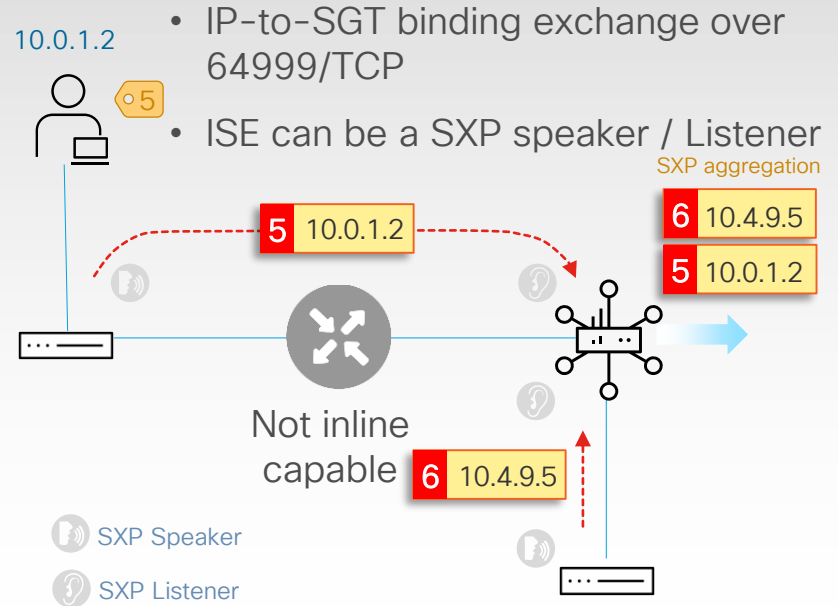 10.0.1.2
5
• IP-to-SGT binding exchange over
64999/TCP
• ISE can be a SXP speaker / Listener
SXP aggregation
5 10.0.1.2
6 10.4.9.5
5 10.0.1.2
Not inline
capable
6 10.4.9.5
SXP Speaker
SXP Listener